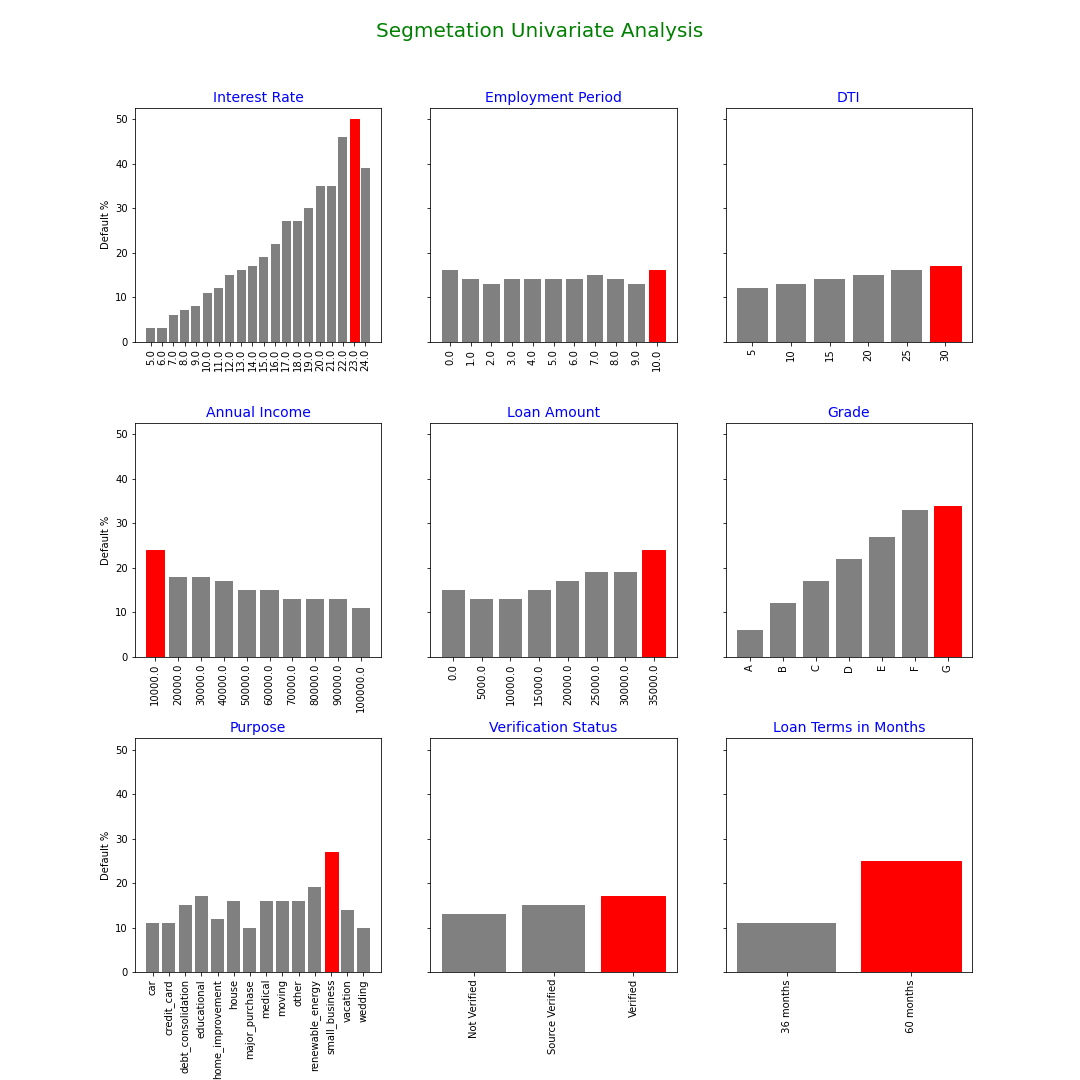 Segmetation Univariate Analysis
Interest Rate
Employment Period
DTI
Default %
50
40
30
20
10
0
5.0 6.0 7.0 8.0 9.0 10.0 11.0 12.0 13.0 14.0 15.0 16.0 17.0 18.0 19.0 20.0 21.0 22.0 23.0 24.0
0.0 1.0 2.0 3.0 4.0 5.0 6.0 7.0 8.0 9.0 10.0
5 10 15 20 25 30
Annual Income
Loan Amount
Grade
Default %
50
40
30
20
10
0
10000.0 20000.0 30000.0 40000.0 50000.0 60000.0 70000.0 80000.0 90000.0 100000.0
0.0 5000.0 10000.0 15000.0 20000.0 25000.0 30000.0 35000.0
A B C D E F G
Purpose
Verification Status
Loan Terms in Months
Default %
50
40
30
20
10
0
car
credit_card
debt_consolidation
educational
home_improvement
house
major_purchase
medical
moving
other
renewable_energy
small_business
vacation
wedding
Not Verified
Source Verified
Verified
36 months
60 months